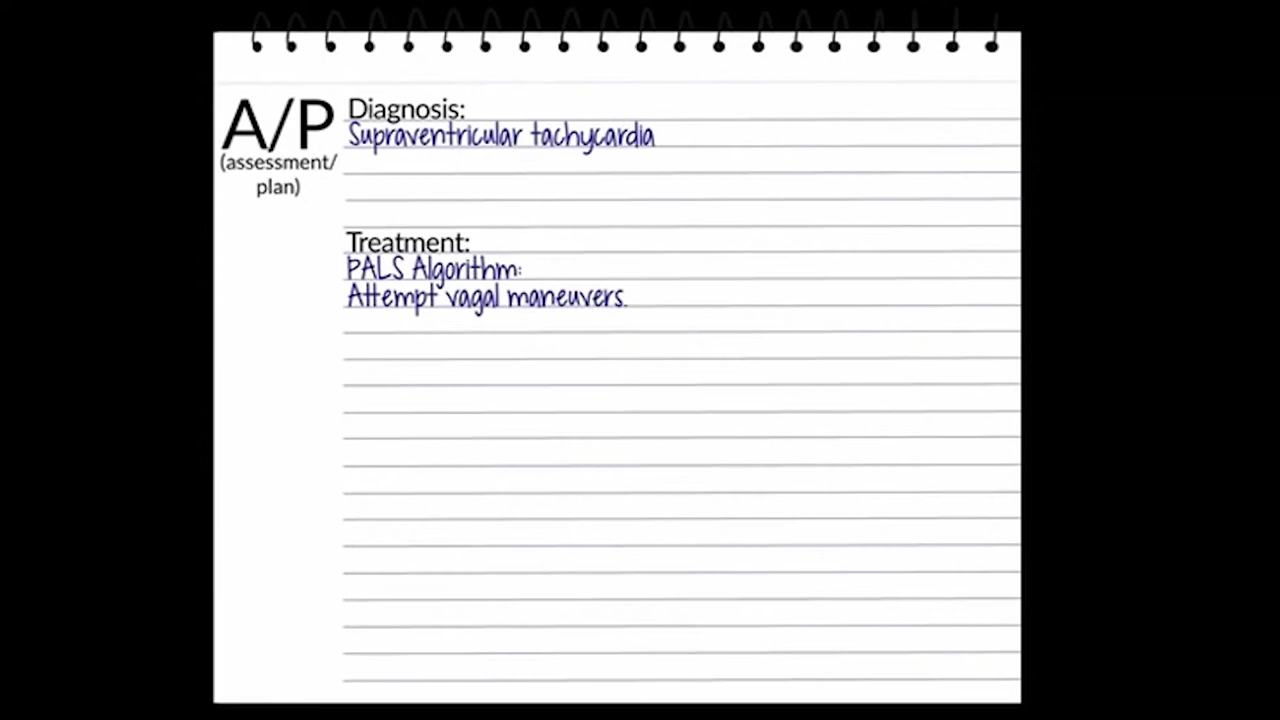 A/P
(assessment/
plan)
Diagnosis:
Supraventricular tachycardia
Treatment:
PALS Algorithm:
Attempt vagal maneuvers.